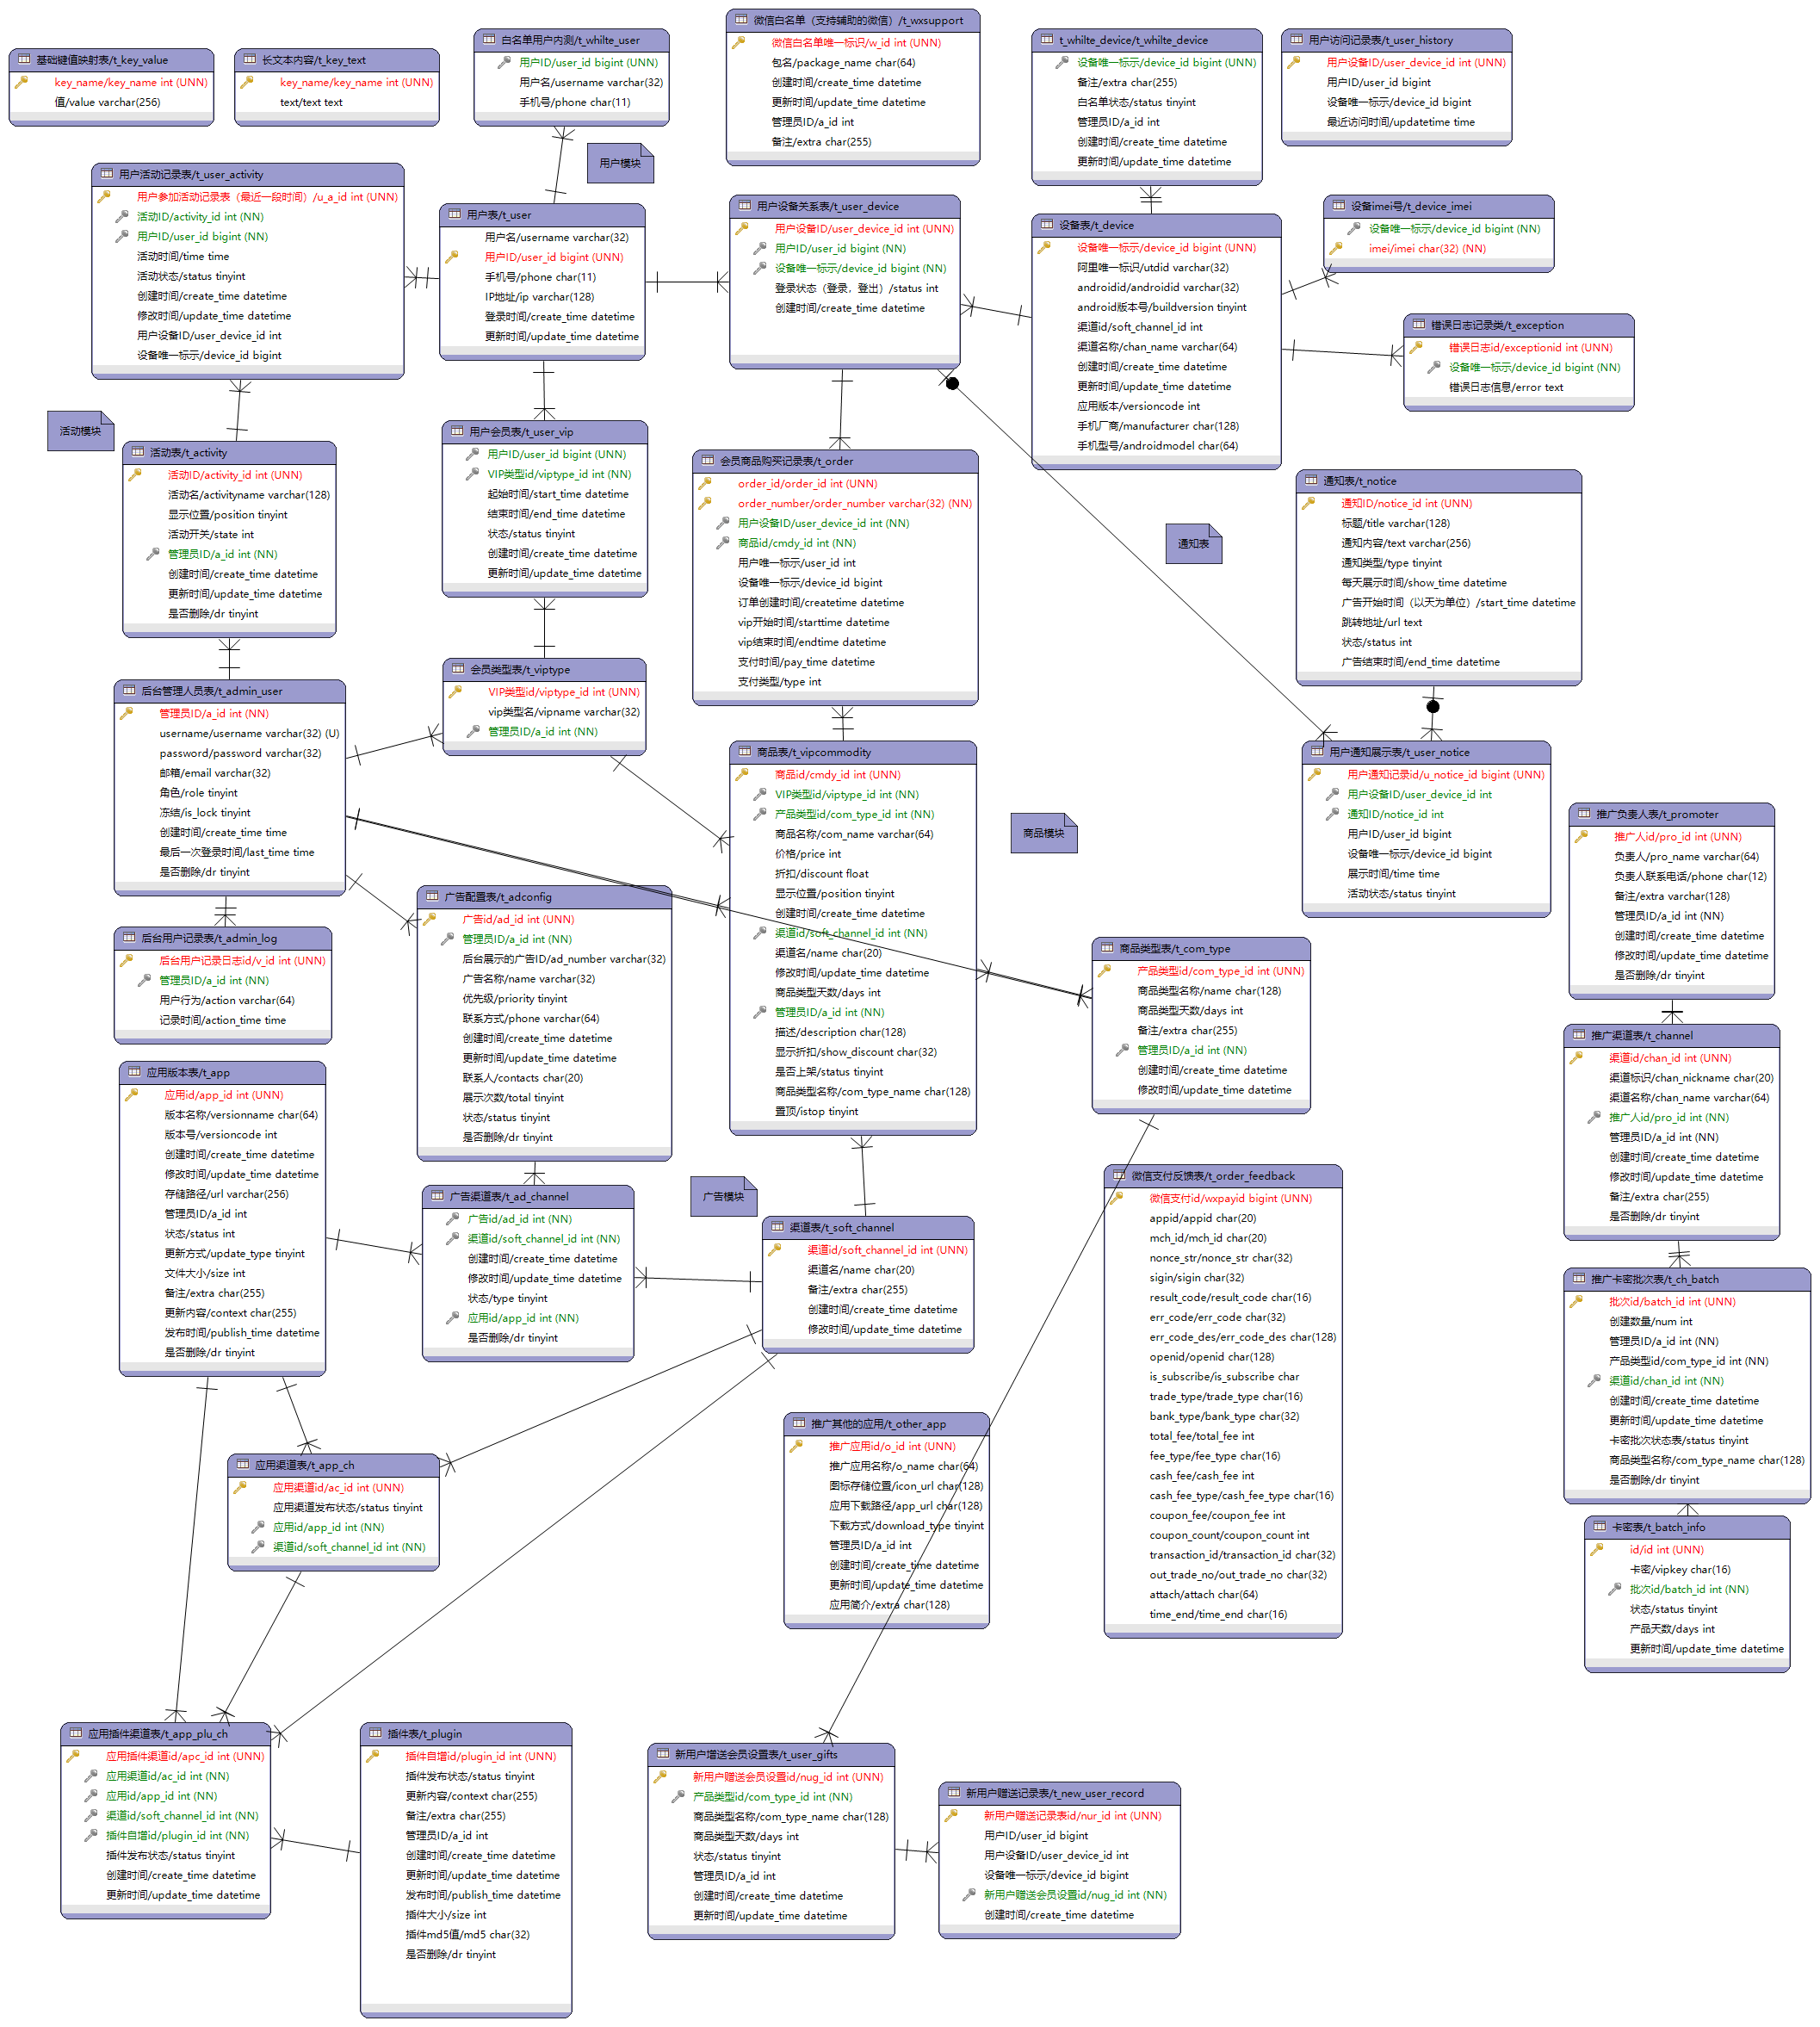 基础键值映射表/t_key_value
key_name/key_name int (UNN)
值/value varchar(256)
长文本内容/t_key_text
key_name/key_name int (UNN)
text/text text
白名单用户内测/t_whilte_user
用户ID/user_id bigint (UNN)
用户名/username varchar(32)
手机号/phone char(11)
微信白名单（支持辅助的微信）/t_wxsupport
微信白名单唯一标识/w_id int (UNN)
包名/package_name char(64)
创建时间/create_time datetime
更新时间/update_time datetime
管理员ID/a_id int
备注/extra char(255)
t_whilte_device/t_whilte_device
设备唯一标示/device_id bigint (UNN)
备注/extra char(255)
白名单状态/status tinyint
管理员ID/a_id int
创建时间/create_time datetime
更新时间/update_time datetime
用户访问记录表/t_user_history
用户设备ID/user_device_id int (UNN)
用户ID/user_id bigint
设备唯一标示/device_id bigint
最近访问时间/updatetime time
用户模块
用户活动记录表/t_user_activity
用户参加活动记录表（最近一段时间）/u_a_id int (UNN)
活动ID/activity_id int (NN)
用户ID/user_id bigint (NN)
活动时间/time time
活动状态/status tinyint
创建时间/create_time datetime
修改时间/update_time datetime
用户设备ID/user_device_id int
设备唯一标示/device_id bigint
用户表/t_user
用户名/username varchar(32)
用户ID/user_id bigint (UNN)
手机号/phone char(11)
IP地址/ip varchar(128)
登录时间/create_time datetime
更新时间/update_time datetime
用户设备关系表/t_user_device
用户设备ID/user_device_id int (UNN)
用户ID/user_id bigint (NN)
设备唯一标示/device_id bigint (NN)
登录状态（登录，登出）/status int
创建时间/create_time datetime
设备表/t_device
设备唯一标示/device_id bigint (UNN)
阿里唯一标识/utdid varchar(32)
androidid/androidid varchar(32)
android版本号/buildversion tinyint
渠道id/soft_channel_id int
渠道名称/chan_name varchar(64)
创建时间/create_time datetime
更新时间/update_time datetime
应用版本/versioncode int
手机厂商/manufacturer char(128)
手机型号/androidmodel char(64)
设备imei号/t_device_imei
设备唯一标示/device_id bigint (NN)
imei/imei char(32) (NN)
错误日志记录类/t_exception
错误日志id/exceptionid int (UNN)
设备唯一标示/device_id bigint (NN)
错误日志信息/error text
活动模块
活动表/t_activity
活动ID/activity_id int (UNN)
活动名/activityname varchar(128)
显示位置/position tinyint
活动开关/state int
管理员ID/a_id int (NN)
创建时间/create_time datetime
更新时间/update_time datetime
是否删除/dr tinyint
用户会员表/t_user_vip
用户ID/user_id bigint (UNN)
VIP类型id/viptype_id int (NN)
起始时间/start_time datetime
结束时间/end_time datetime
状态/status tinyint
创建时间/create_time datetime
更新时间/update_time datetime
会员商品购买记录表/t_order
order_id/order_id int (UNN)
order_number/order_number varchar(32) (NN)
用户设备ID/user_device_id int (NN)
商品id/cmdy_id int (NN)
用户唯一标示/user_id int
设备唯一标示/device_id bigint
订单创建时间/createtime datetime
vip开始时间/starttime datetime
vip结束时间/endtime datetime
支付时间/pay_time datetime
支付类型/type int
通知表
通知表/t_notice
通知ID/notice_id int (UNN)
标题/title varchar(128)
通知内容/text varchar(256)
通知类型/type tinyint
每天展示时间/show_time datetime
广告开始时间（以天为单位）/start_time datetime
跳转地址/url text
状态/status int
广告结束时间/end_time datetime
后台管理人员表/t_admin_user
管理员ID/a_id int (NN)
username/username varchar(32) (U)
password/password varchar(32)
邮箱/email varchar(32)
角色/role tinyint
冻结/is_lock tinyint
创建时间/create_time time
最后一次登录时间/last_time time
是否删除/dr tinyint
会员类型表/t_viptype
VIP类型id/viptype_id int (UNN)
vip类型名/vipname varchar(32)
管理员ID/a_id int (NN)
商品表/t_vipcommodity
商品id/cmdy_id int (UNN)
VIP类型id/viptype_id int (NN)
产品类型id/com_type_id int (NN)
商品名称/com_name varchar(64)
价格/price int
折扣/discount float
显示位置/position tinyint
创建时间/create_time datetime
渠道id/soft_channel_id int (NN)
渠道名/name char(20)
修改时间/update_time datetime
商品类型天数/days int
管理员ID/a_id int (NN)
描述/description char(128)
显示折扣/show_discount char(32)
是否上架/status tinyint
商品类型名称/com_type_name char(128)
置顶/istop tinyint
商品模块
用户通知展示表/t_user_notice
用户通知记录id/u_notice_id bigint (UNN)
用户设备ID/user_device_id int
通知ID/notice_id int
用户ID/user_id bigint
设备唯一标示/device_id bigint
展示时间/time time
活动状态/status tinyint
推广负责人表/t_promoter
推广人id/pro_id int (UNN)
负责人/pro_name varchar(64)
负责人联系电话/phone char(12)
备注/extra varchar(128)
管理员ID/a_id int (NN)
创建时间/create_time datetime
修改时间/update_time datetime
是否删除/dr tinyint
后台用户记录表/t_admin_log
后台用户记录日志id/v_id int (UNN)
管理员ID/a_id int (NN)
用户行为/action varchar(64)
记录时间/action_time time
广告配置表/t_adconfig
广告id/ad_id int (UNN)
管理员ID/a_id int (NN)
后台展示的广告ID/ad_number varchar(32)
广告名称/name varchar(32)
优先级/priority tinyint
联系方式/phone varchar(64)
创建时间/create_time datetime
更新时间/update_time datetime
联系人/contacts char(20)
展示次数/total tinyint
状态/status tinyint
是否删除/dr tinyint
商品类型表/t_com_type
产品类型id/com_type_id int (UNN)
商品类型名称/name char(128)
商品类型天数/days int
备注/extra char(255)
管理员ID/a_id int (NN)
创建时间/create_time datetime
修改时间/update_time datetime
推广渠道表/t_channel
渠道id/chan_id int (UNN)
渠道标识/chan_nickname char(20)
渠道名称/chan_name varchar(64)
推广人id/pro_id int (NN)
管理员ID/a_id int (NN)
创建时间/create_time datetime
修改时间/update_time datetime
备注/extra char(255)
是否删除/dr tinyint
应用版本表/t_app
应用id/app_id int (UNN)
版本名称/versionname char(64)
版本号/versioncode int
创建时间/create_time datetime
修改时间/update_time datetime
存储路径/url varchar(256)
管理员ID/a_id int
状态/status int
更新方式/update_type tinyint
文件大小/size int
备注/extra char(255)
更新内容/context char(255)
发布时间/publish_time datetime
是否删除/dr tinyint
广告渠道表/t_ad_channel
广告id/ad_id int (NN)
渠道id/soft_channel_id int (NN)
创建时间/create_time datetime
修改时间/update_time datetime
状态/type tinyint
应用id/app_id int (NN)
是否删除/dr tinyint
广告模块
渠道表/t_soft_channel
渠道id/soft_channel_id int (UNN)
渠道名/name char(20)
备注/extra char(255)
创建时间/create_time datetime
修改时间/update_time datetime
微信支付反馈表/t_order_feedback
微信支付id/wxpayid bigint (UNN)
appid/appid char(20)
mch_id/mch_id char(20)
nonce_str/nonce_str char(32)
sigin/sigin char(32)
result_code/result_code char(16)
err_code/err_code char(32)
err_code_des/err_code_des char(128)
openid/openid char(128)
is_subscribe/is_subscribe char
trade_type/trade_type char(16)
bank_type/bank_type char(32)
total_fee/total_fee int
fee_type/fee_type char(16)
cash_fee/cash_fee int
cash_fee_type/cash_fee_type char(16)
coupon_fee/coupon_fee int
coupon_count/coupon_count int
transaction_id/transaction_id char(32)
out_trade_no/out_trade_no char(32)
attach/attach char(64)
time_end/time_end char(16)
推广卡密批次表/t_ch_batch
批次id/batch_id int (UNN)
创建数量/num int
管理员ID/a_id int (NN)
产品类型id/com_type_id int (NN)
渠道id/chan_id int (NN)
创建时间/create_time datetime
更新时间/update_time datetime
卡密批次状态表/status tinyint
商品类型名称/com_type_name char(128)
是否删除/dr tinyint
推广其他的应用/t_other_app
推广应用id/o_id int (UNN)
推广应用名称/o_name char(64)
图标存储位置/icon_url char(128)
应用下载路径/app_url char(128)
下载方式/download_type tinyint
管理员ID/a_id int
创建时间/create_time datetime
更新时间/update_time datetime
应用简介/extra char(128)
应用渠道表/t_app_ch
应用渠道id/ac_id int (UNN)
应用渠道发布状态/status tinyint
应用id/app_id int (NN)
渠道id/soft_channel_id int (NN)
卡密表/t_batch_info
id/id int (UNN)
卡密/vipkey char(16)
批次id/batch_id int (NN)
状态/status tinyint
产品天数/days int
更新时间/update_time datetime
应用插件渠道表/t_app_plu_ch
应用插件渠道id/apc_id int (UNN)
应用渠道id/ac_id int (NN)
应用id/app_id int (NN)
渠道id/soft_channel_id int (NN)
插件自增id/plugin_id int (NN)
插件发布状态/status tinyint
创建时间/create_time datetime
更新时间/update_time datetime
插件表/t_plugin
插件自增id/plugin_id int (UNN)
插件发布状态/status tinyint
更新内容/context char(255)
备注/extra char(255)
管理员ID/a_id int
创建时间/create_time datetime
更新时间/update_time datetime
发布时间/publish_time datetime
插件大小/size int
插件md5值/md5 char(32)
是否删除/dr tinyint
新用户增送会员设置表/t_user_gifts
新用户赠送会员设置id/nug_id int (UNN)
产品类型id/com_type_id int (NN)
商品类型名称/com_type_name char(128)
商品类型天数/days int
状态/status tinyint
管理员ID/a_id int
创建时间/create_time datetime
更新时间/update_time datetime
新用户赠送记录表/t_new_user_record
新用户赠送记录表id/nur_id int (UNN)
用户ID/user_id bigint
用户设备ID/user_device_id int
设备唯一标示/device_id bigint
新用户赠送会员设置id/nug_id int (NN)
创建时间/create_time datetime